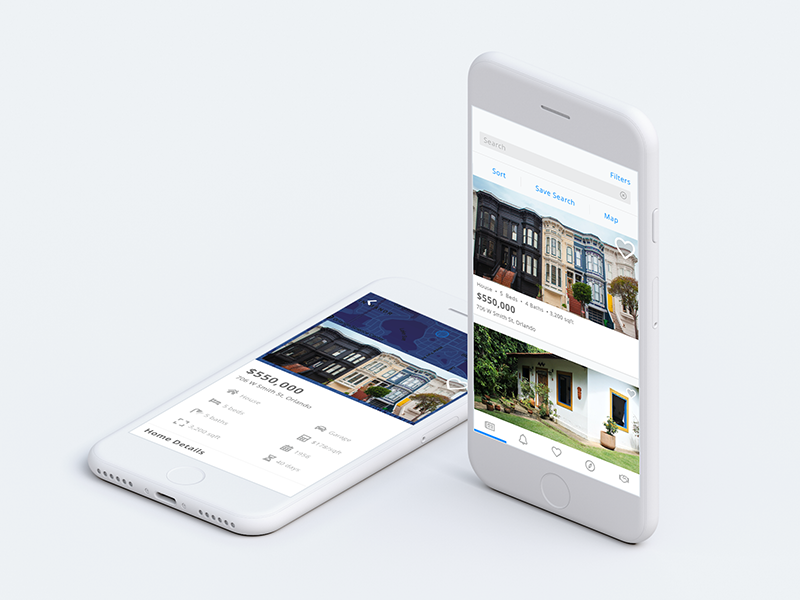 Search
Filters
Sort
Save Search
Map
House • 5 Beds • 4 Baths • 3,200 sqft
$550,000
706 W Smith St, Orlando
$550,000
706 W Smith St, Orlando
House
Garage
5 beds
$178/sqft
5 baths
1958
3,200 sqft
40 days
Home Details